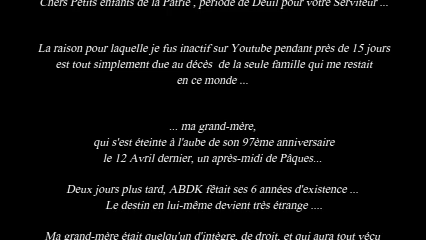 Chers Petits enfants de la Patrie , période de Deuil pour votre Serviteur ...
La raison pour laquelle je fus inactif sur Youtube pendant près de 15 jours
est tout simplement due au décès  de la seule famille qui me restait
en ce monde ...
... ma grand-mère,
qui s'est éteinte à l'aube de son 97ème anniversaire
le 12 Avril dernier, un après-midi de Pâques...
Deux jours plus tard, ABDK fêtait ses 6 années d'existence ...
Le destin en lui-même devient très étrange ....
Ma grand-mère était quelqu'un d'intègre, de droit, et qui aura tout vécu